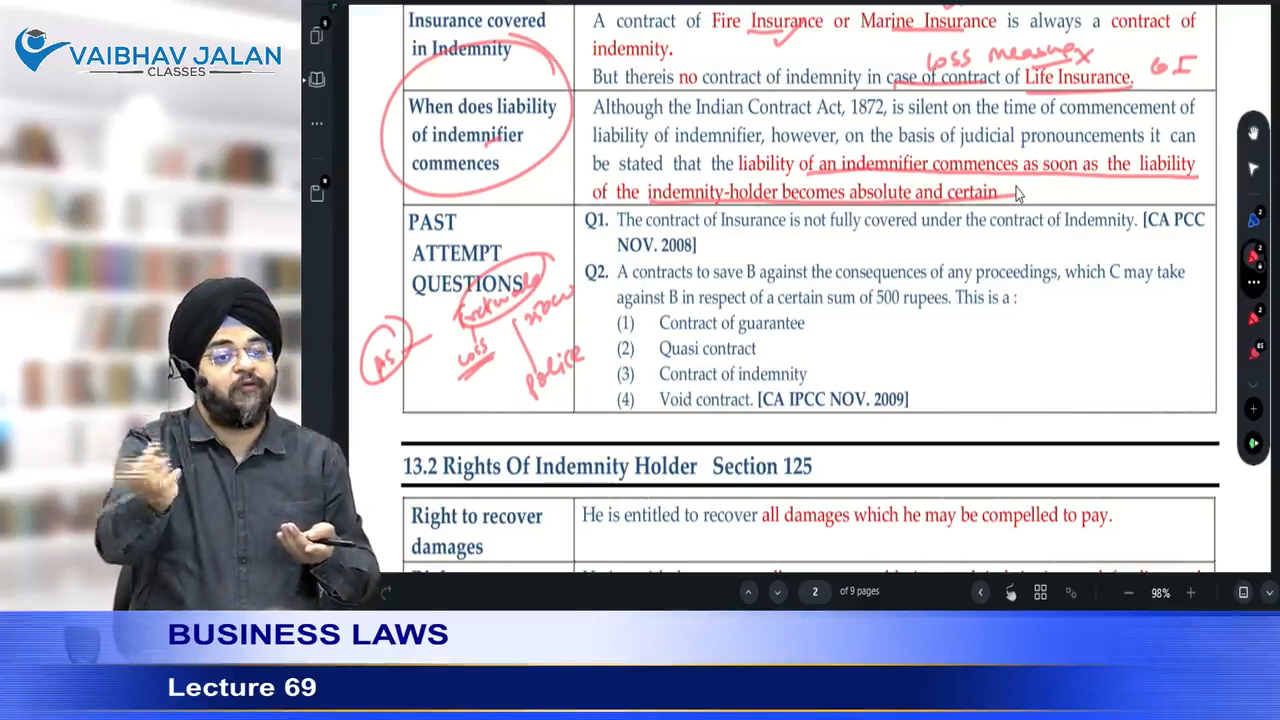 VAIBHAV JALAN
CLASSES
Insurance covered
in Indemnity
A contract of Fire Insurance or Marine Insurance is always a contract of
indemnity.
But thereis no contract of indemnity in case of contract of Life Insurance.
loss measure x
G I
When does liability
of indemnifier
commences
Although the Indian Contract Act, 1872, is silent on the time of commencement of
liability of indemnifier, however, on the basis of judicial pronouncements it can
be stated that the liability of an indemnifier commences as soon as the liability
of the indemnity-holder becomes absolute and certain
PAST
ATTEMPT
QUESTIONS
loss
police
Q1. The contract of Insurance is not fully covered under the contract of Indemnity. [CA PCC
NOV. 2008]
Q2. A contracts to save B against the consequences of any proceedings, which C may take
against B in respect of a certain sum of 500 rupees. This is a :
(1) Contract of guarantee
(2) Quasi contract
(3) Contract of indemnity
(4) Void contract. [CA IPCC NOV. 2009]
13.2 Rights Of Indemnity Holder Section 125
Right to recover
damages
He is entitled to recover all damages which he may be compelled to pay.
2 of 9 pages
98%
BUSINESS LAWS
Lecture 69